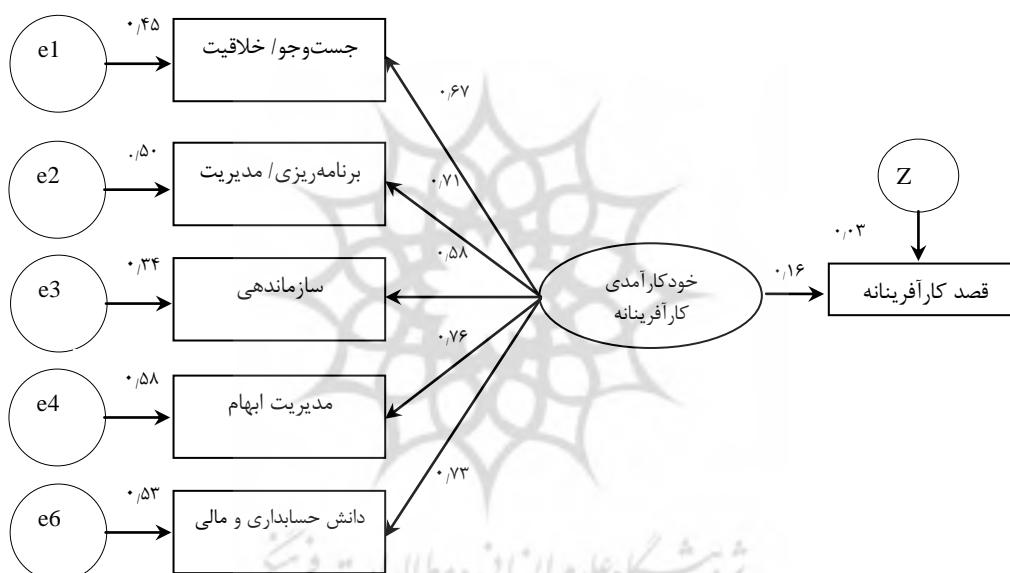 e1
۰/۴۵
جست‌وجو/ خلاقیت
۰/۶۷
e2
۰/۵۰
برنامه‌ریزی/ مدیریت
۰/۷۱
Z
۰/۰۳
e3
۰/۳۴
سازماندهی
۰/۵۸
خودکارآمدی
کارآفرینانه
۰/۱۶
قصد کارآفرینانه
e4
۰/۵۸
مدیریت ابهام
۰/۷۶
e6
۰/۵۳
دانش حسابداری و مالی
۰/۷۳